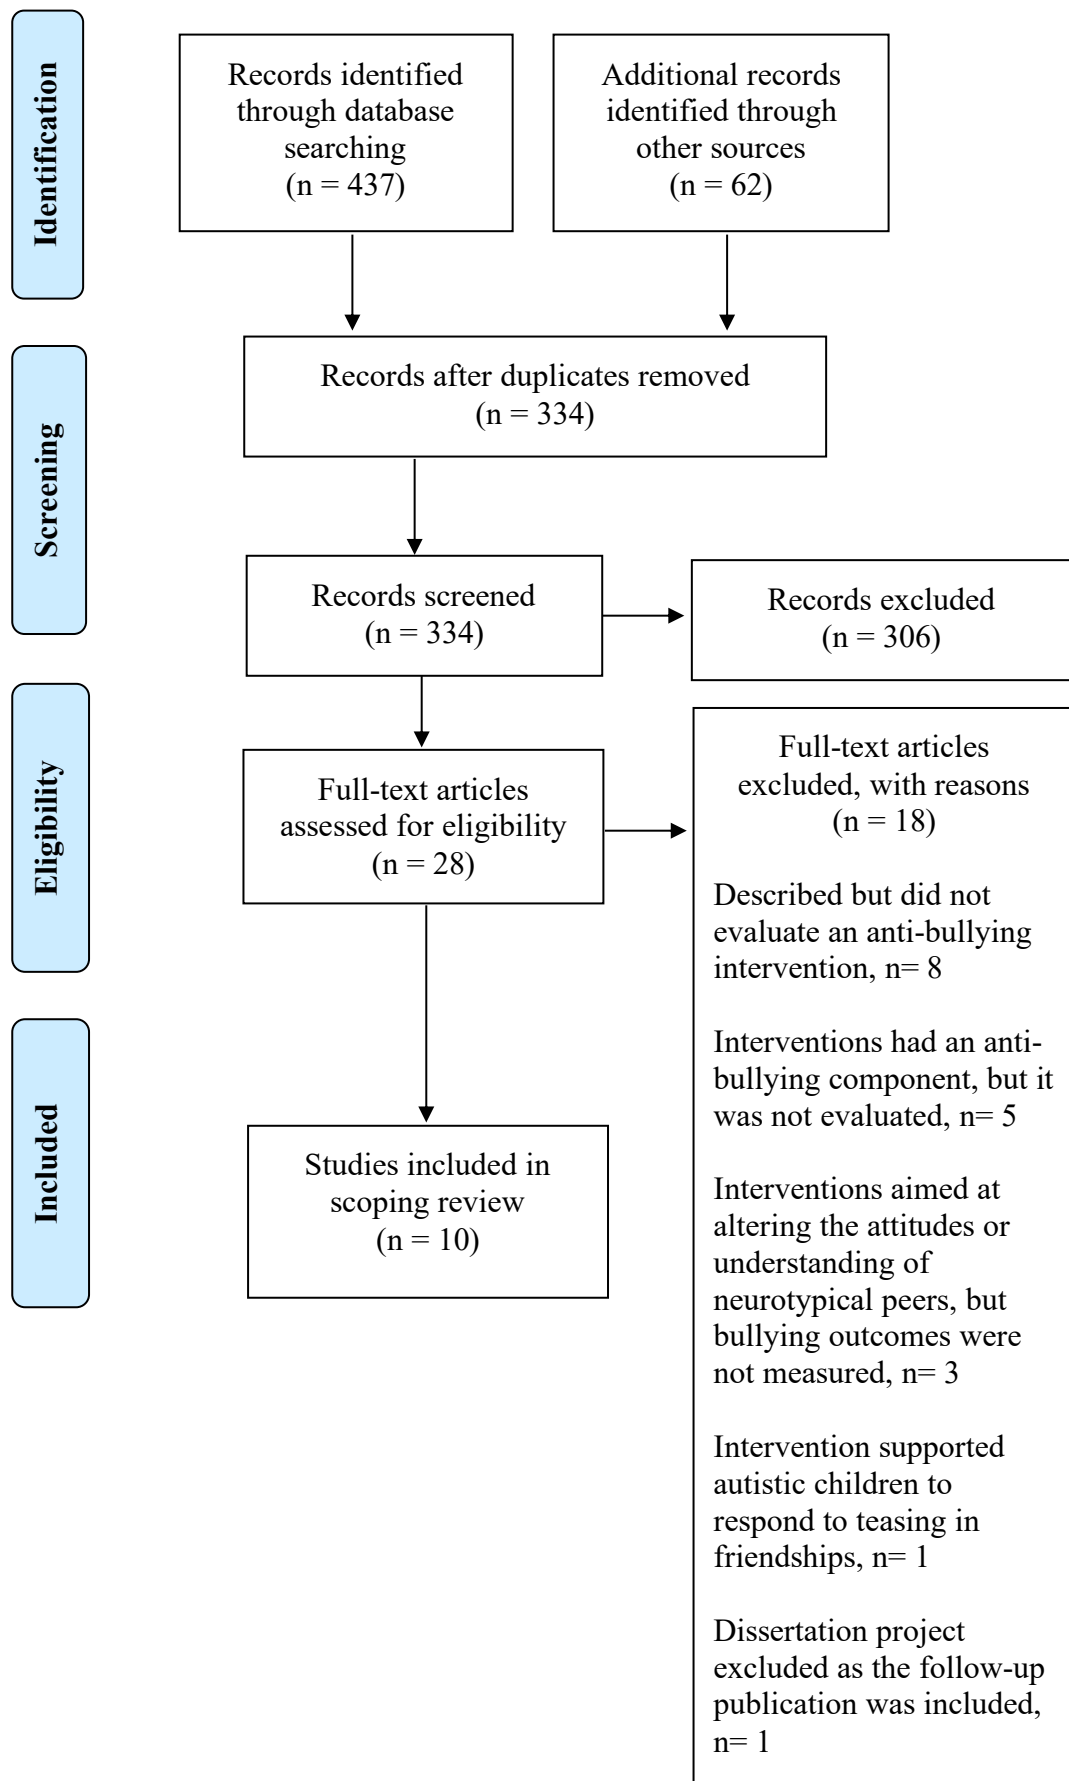 Identification
Records identified
through database
searching
(n = 437)
Additional records
identified through
other sources
(n = 62)
Screening
Records after duplicates removed
(n = 334)
Records screened
(n = 334)
Records excluded
(n = 306)
Eligibility
Full-text articles
assessed for eligibility
(n = 28)
Full-text articles
excluded, with reasons
(n = 18)
Described but did not
evaluate an anti-bullying
intervention, n= 8
Interventions had an anti-
bullying component, but it
was not evaluated, n= 5
Interventions aimed at
altering the attitudes or
understanding of
neurotypical peers, but
bullying outcomes were
not measured, n= 3
Intervention supported
autistic children to
respond to teasing in
friendships, n= 1
Dissertation project
excluded as the follow-up
publication was included,
n= 1
Included
Studies included in
scoping review
(n = 10)